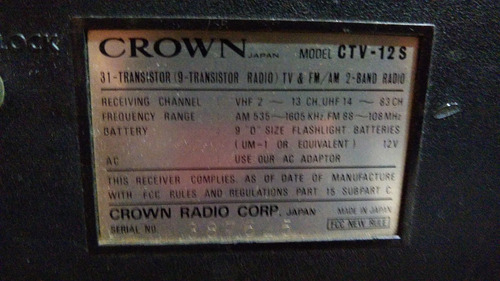 LOCK
CROWN JAPAN MODEL CTV-12S
31-TRANSISTOR (9-TRANSISTOR RADIO) TV & FM/AM 2-BAND RADIO
RECEIVING CHANNEL : VHF 2 ~ 13 CH, UHF 14 ~ 83 CH
FREQUENCY RANGE : AM 535~1605 KHz, FM 88~108 MHz
BATTERY : 9 "D" SIZE FLASHLIGHT BATTERIES
(UM-1 OR EQUIVALENT) 12V
AC : USE OUR AC ADAPTOR
THIS RECEIVER COMPLIES, AS OF DATE OF MANUFACTURE
WITH FCC RULES AND REGULATIONS PART 15 SUBPART C.
CROWN RADIO CORP. JAPAN MADE IN JAPAN
SERIAL NO. FCC NEW RULE